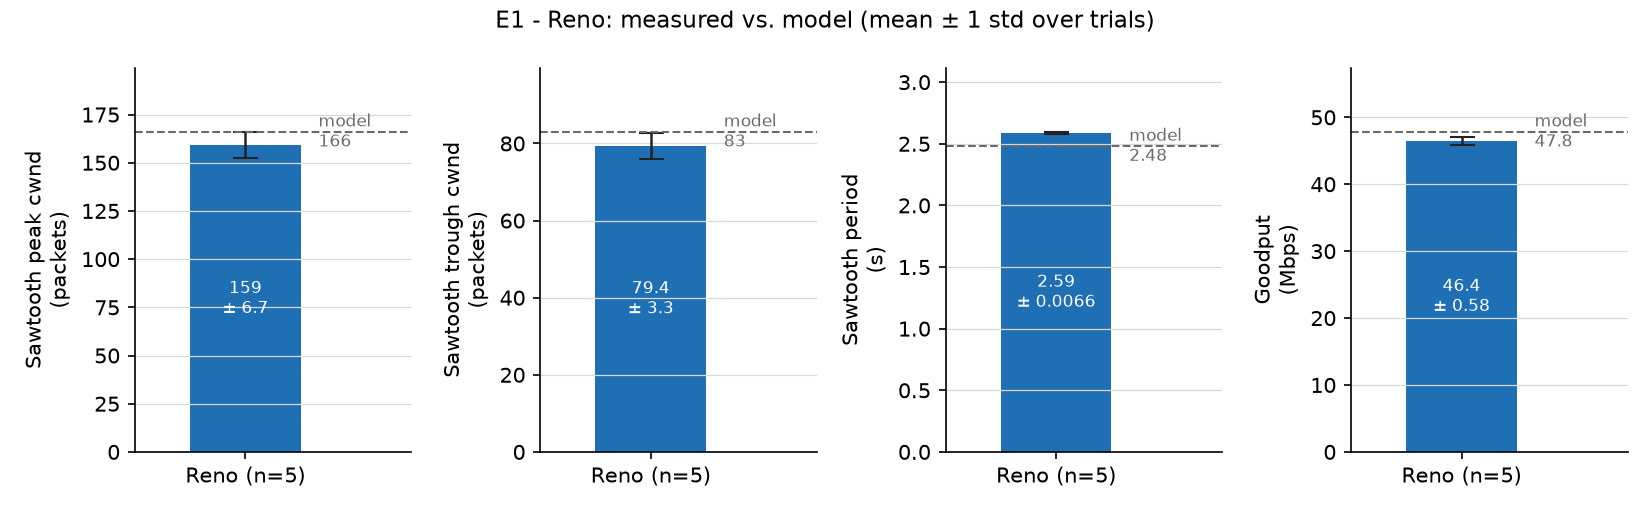 E1 - Reno: measured vs. model (mean ± 1 std over trials)
Sawtooth peak cwnd
(packets)
175
150
125
100
75
50
25
0
model
166
159
± 6.7
Reno (n=5)
Sawtooth trough cwnd
(packets)
80
60
40
20
0
model
83
79.4
± 3.3
Reno (n=5)
Sawtooth period
(s)
3.0
2.5
2.0
1.5
1.0
0.5
0.0
model
2.48
2.59
± 0.0066
Reno (n=5)
Goodput
(Mbps)
50
40
30
20
10
0
model
47.8
46.4
± 0.58
Reno (n=5)